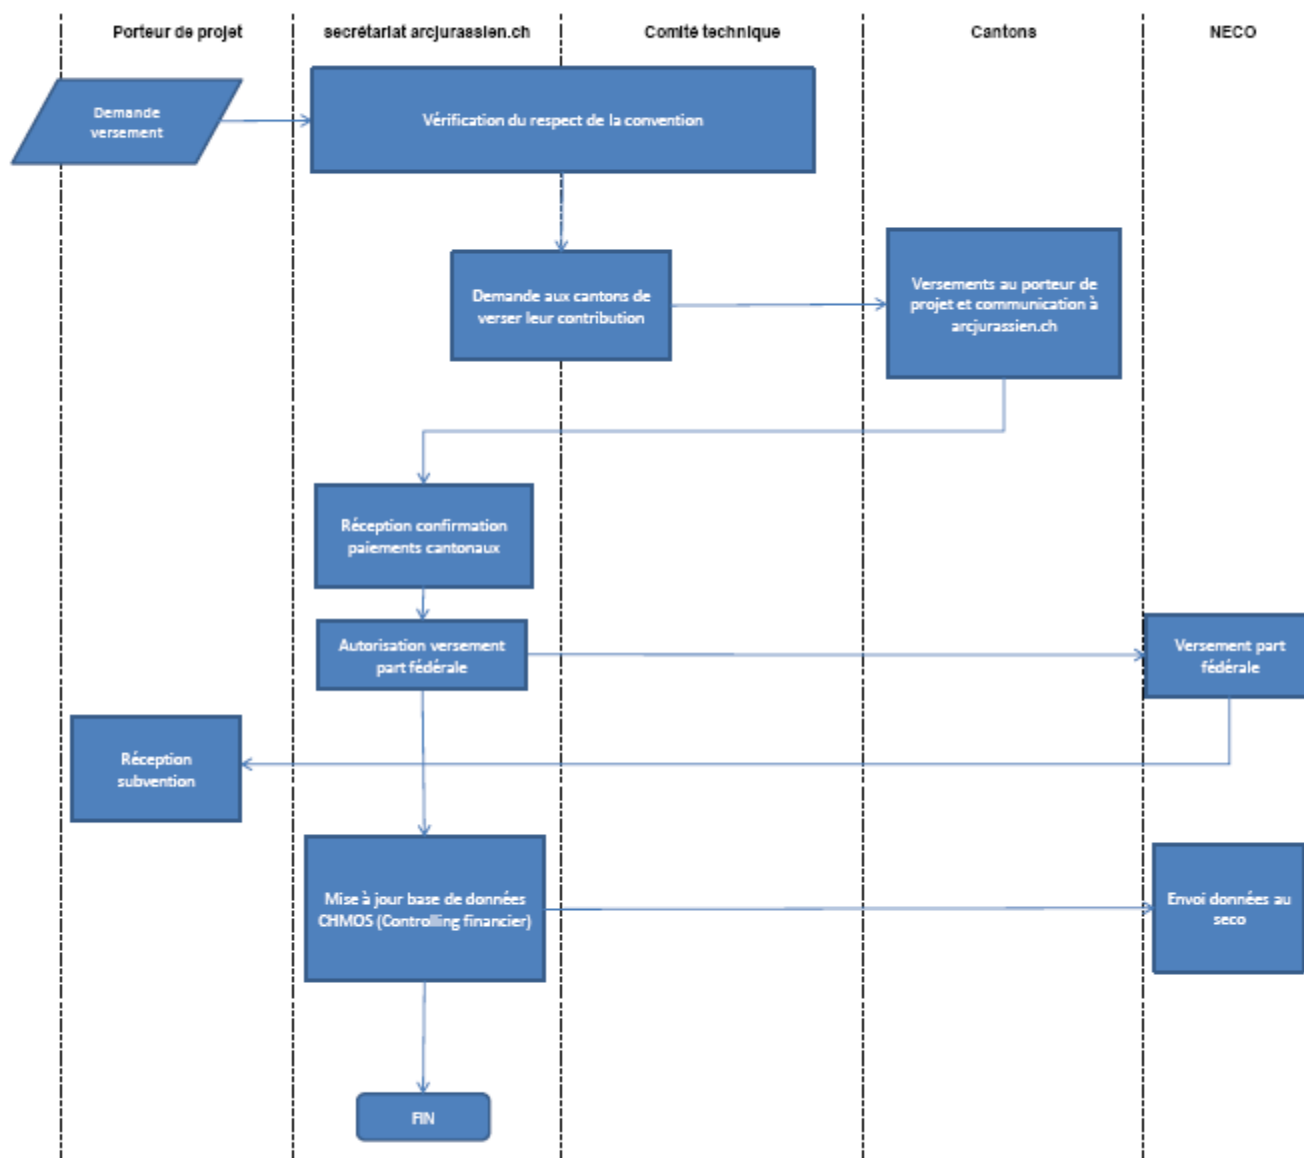 Porteur de projet
secrétariat arcjurassien.ch
Comité technique
Cantons
NECO
Demande
versement
Vérification du respect de la convention
Demande aux cantons de
verser leur contribution
Versements au porteur de
projet et communication à
arcjurassien.ch
Réception confirmation
paiements cantonaux
Autorisation versement
part fédérale
Versement part
fédérale
Réception
subvention
Mise à jour base de données
CHMOS (Controlling financier)
Envoi données au
seco
FIN